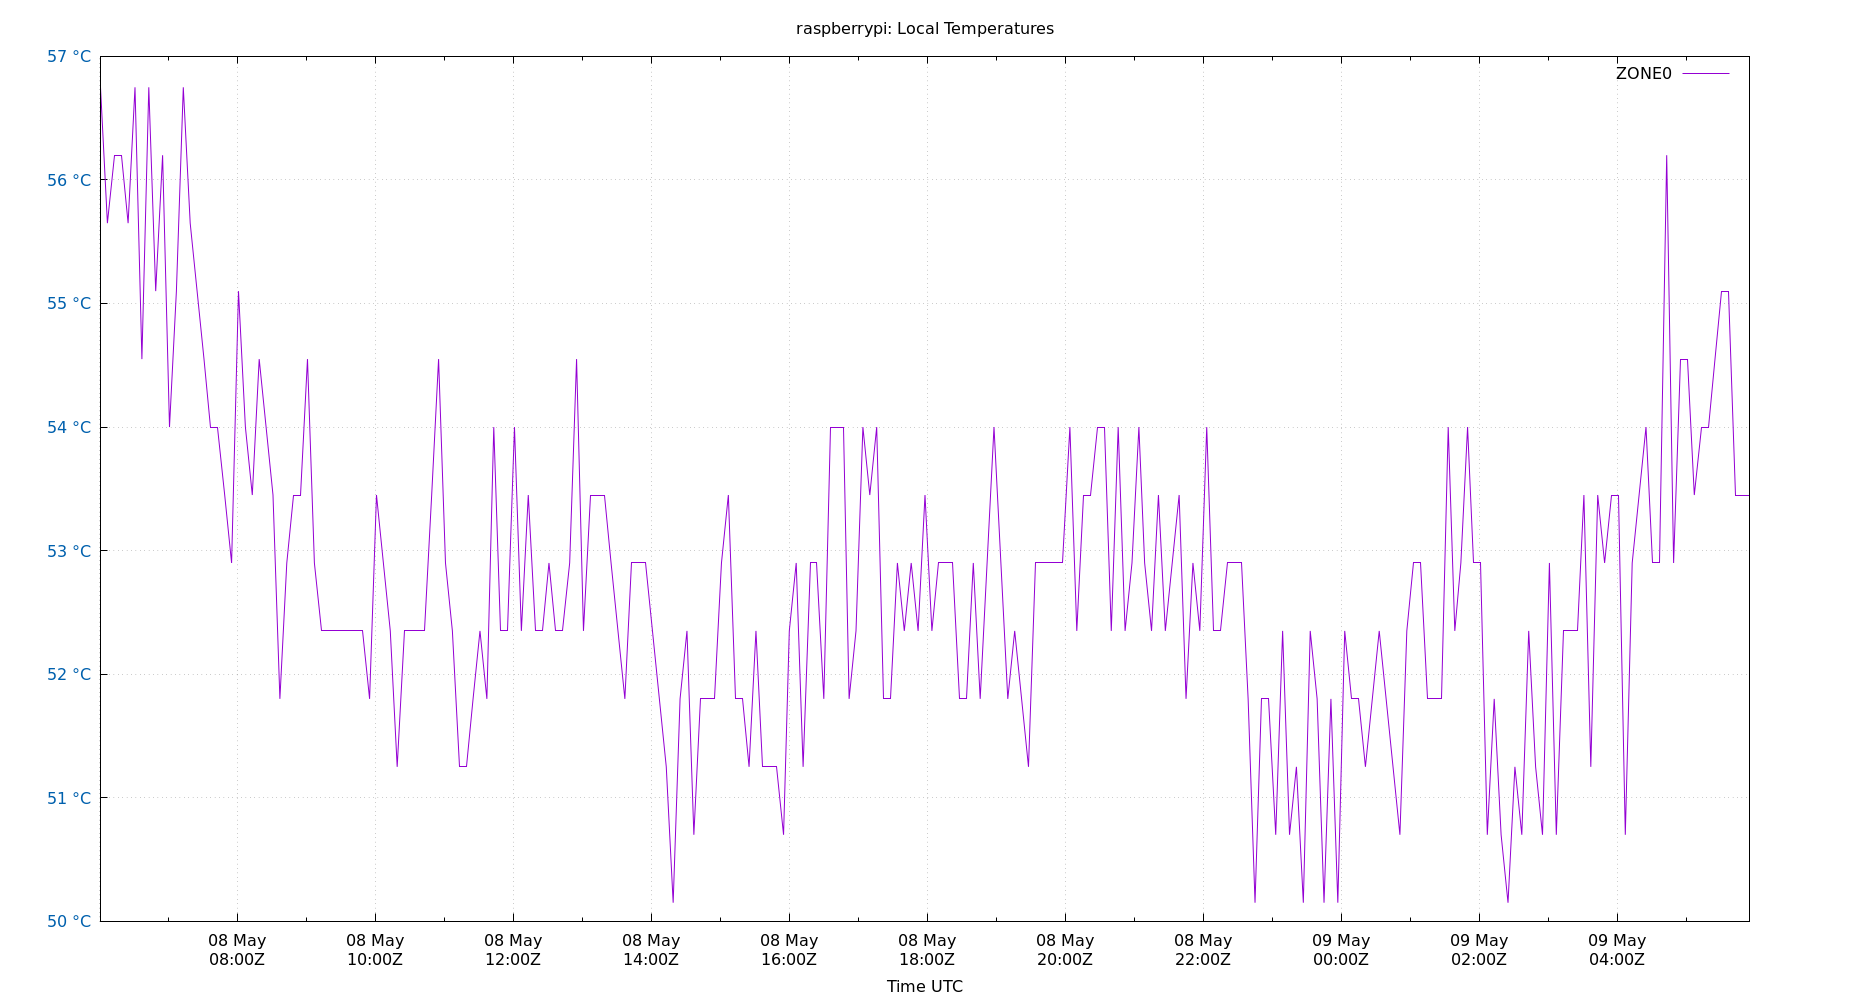 raspberrypi: Local Temperatures
57 °C
ZONE0
56 °C
55 °C
54 °C
53 °C
52 °C
51 °C
50 °C
08 May 08 May 08 May 08 May 08 May 08 May 08 May 08 May 09 May 09 May 09 May
08:00Z 10:00Z 12:00Z 14:00Z 16:00Z 18:00Z 20:00Z 22:00Z 00:00Z 02:00Z 04:00Z
Time UTC